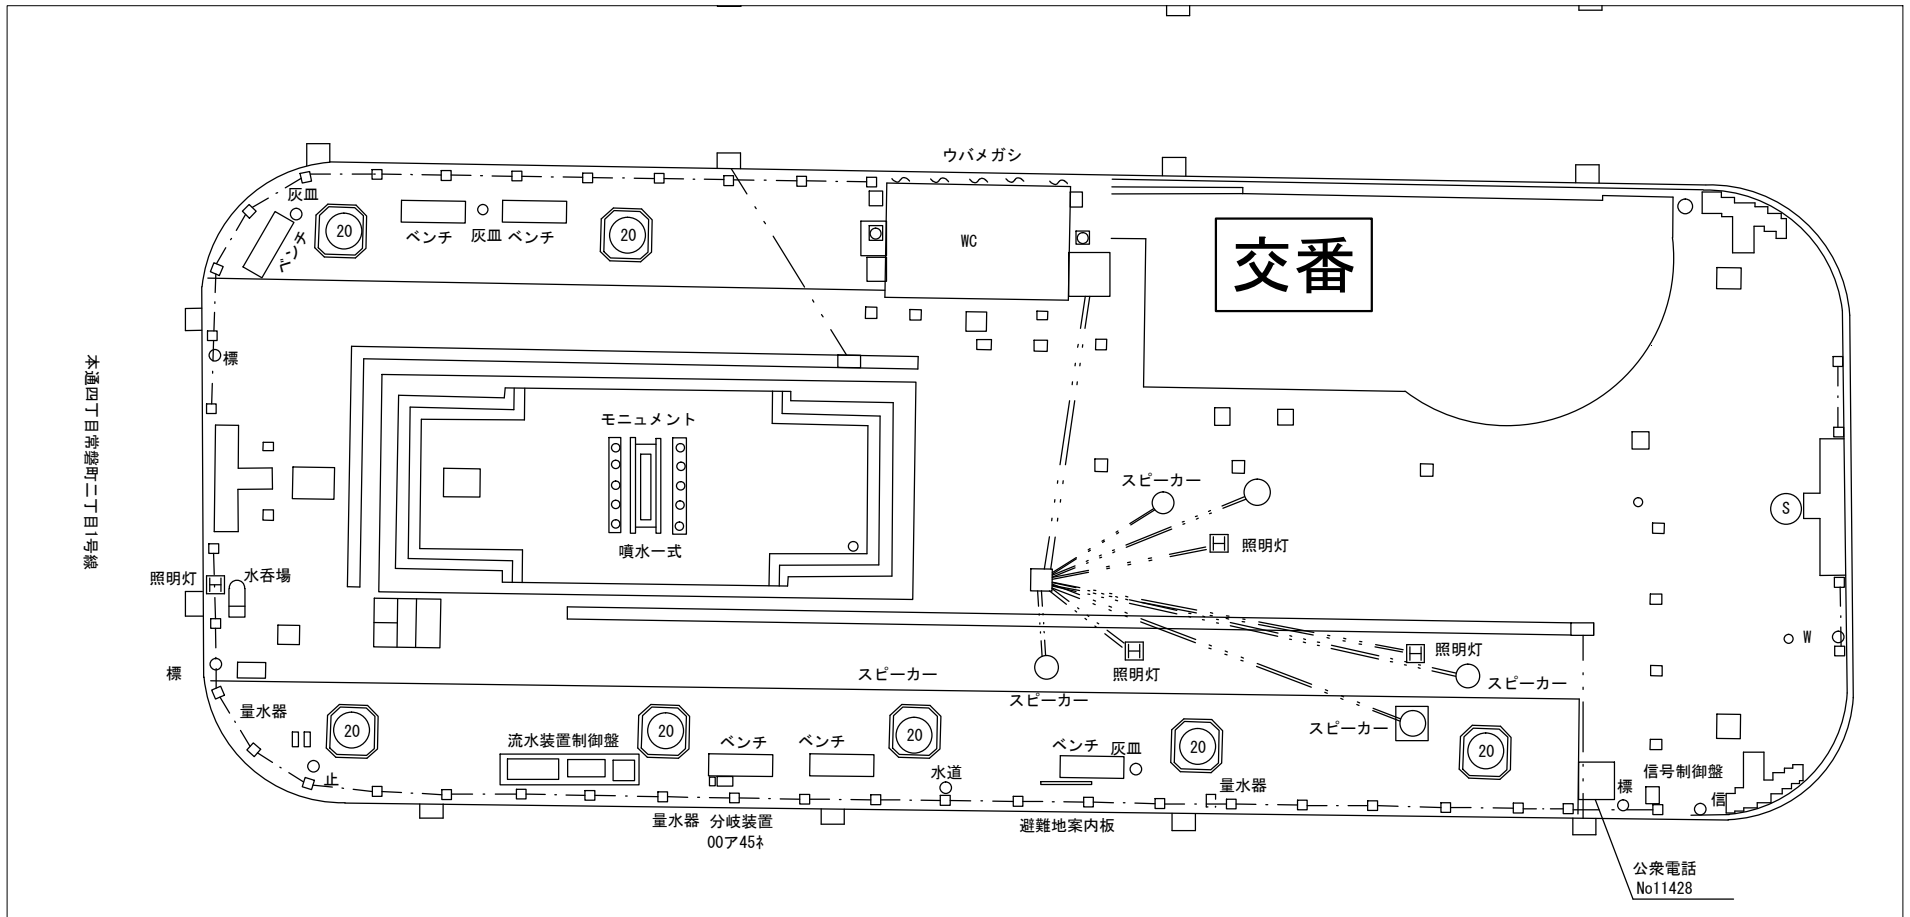 ウバメガシ
灰皿
ベンチ
20
ベンチ
灰皿
ベンチ
20
WC
交番
標
本通四丁目常磐町二丁目1号線
モニュメント
噴水一式
スピーカー
S
照明灯
照明灯
水呑場
標
スピーカー
スピーカー
照明灯
照明灯
スピーカー
W
量水器
20
流水装置制御盤
20
ベンチ
ベンチ
20
水道
ベンチ
灰皿
20
スピーカー
20
止
量水器
分岐装置
00ア45ネ
避難地案内板
量水器
標
信号制御盤
信
公衆電話
No11428